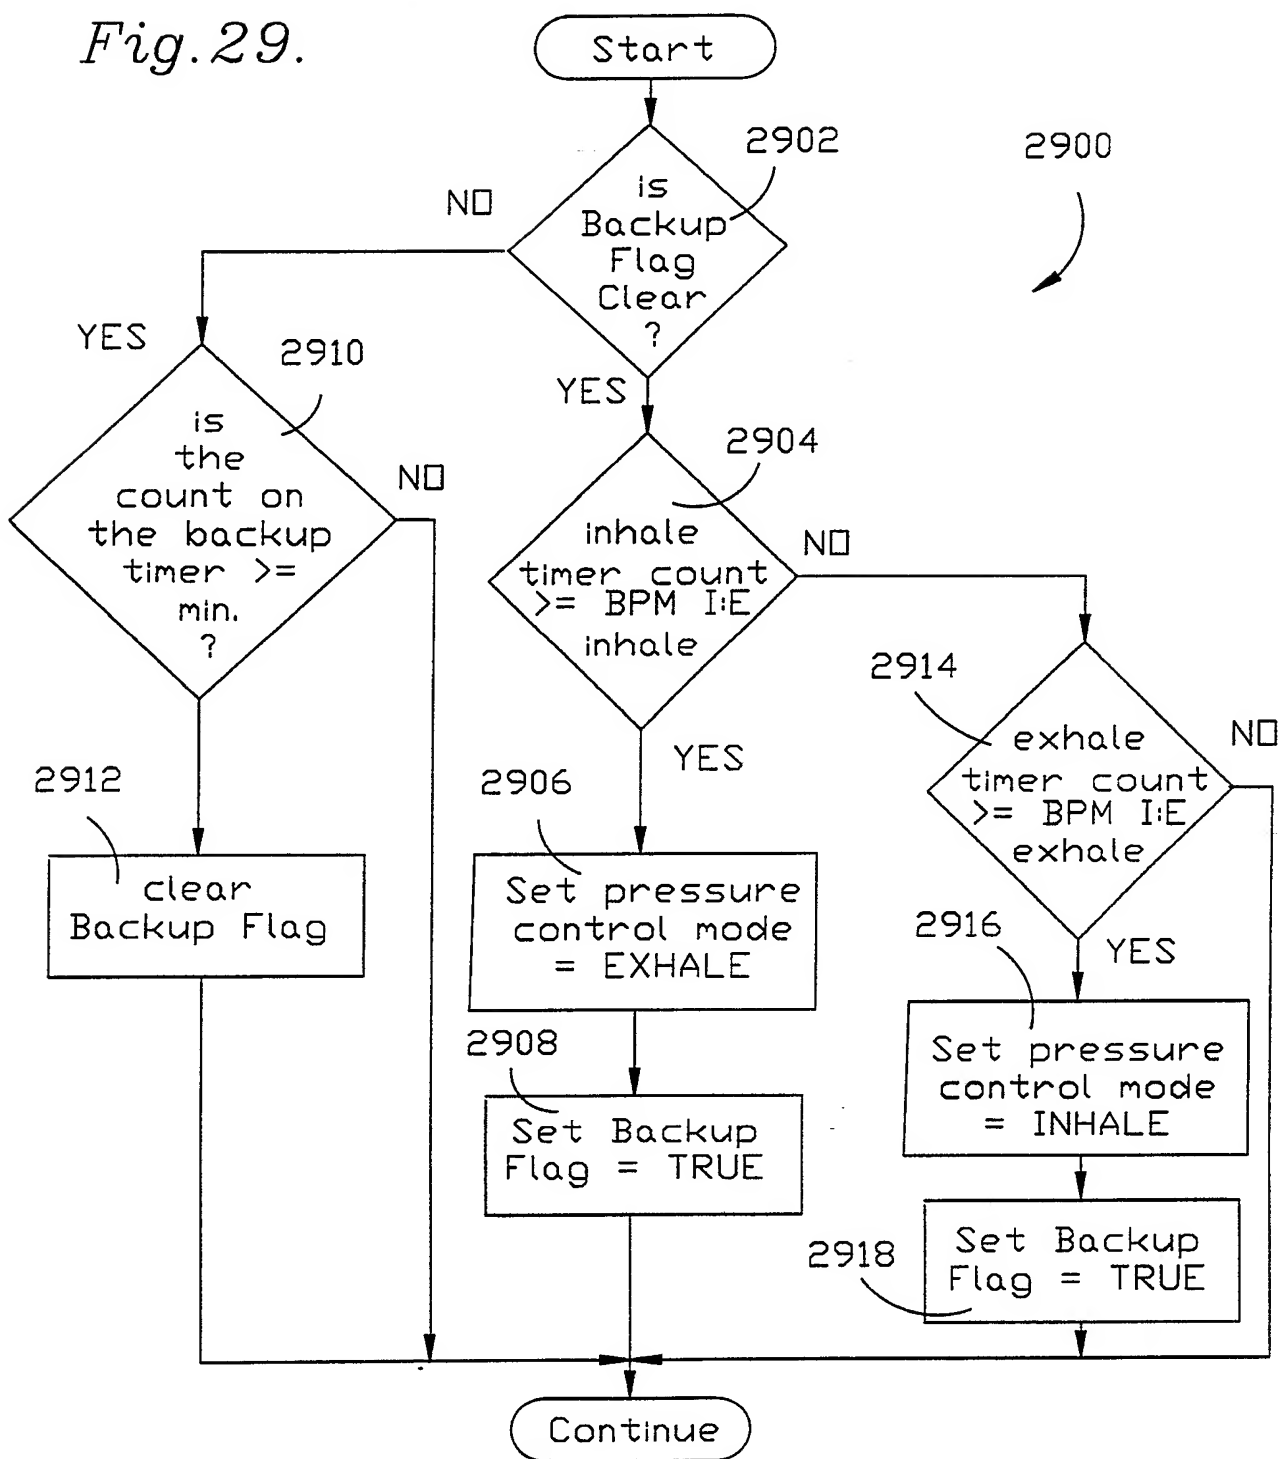 Fig. 29.
Start
2902
2900
is
Backup
Flag
Clear
?
NO
YES
YES
2910
is
the
count on
the backup
timer >=
min.
?
NO
2904
inhale
timer count
>= BPM I:E
inhale
NO
YES
2914
exhale
timer count
>= BPM I:E
exhale
NO
YES
2912
clear
Backup Flag
2906
Set pressure
control mode
= EXHALE
2908
Set Backup
Flag = TRUE
2916
Set pressure
control mode
= INHALE
2918
Set Backup
Flag = TRUE
Continue